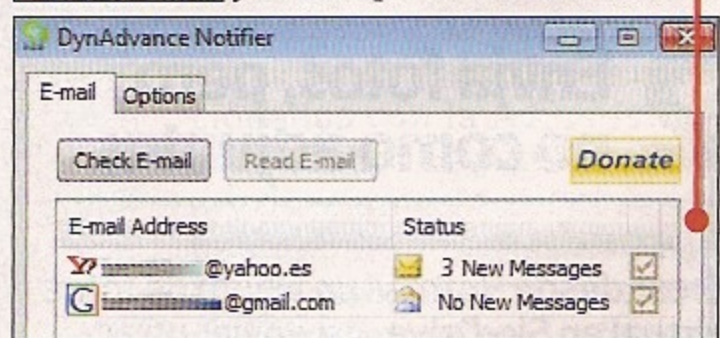 DynAdvance Notifier
E-mail Options
Check E-mail Read E-mail Donate
E-mail Address Status
@yahoo.es 3 New Messages
@gmail.com No New Messages